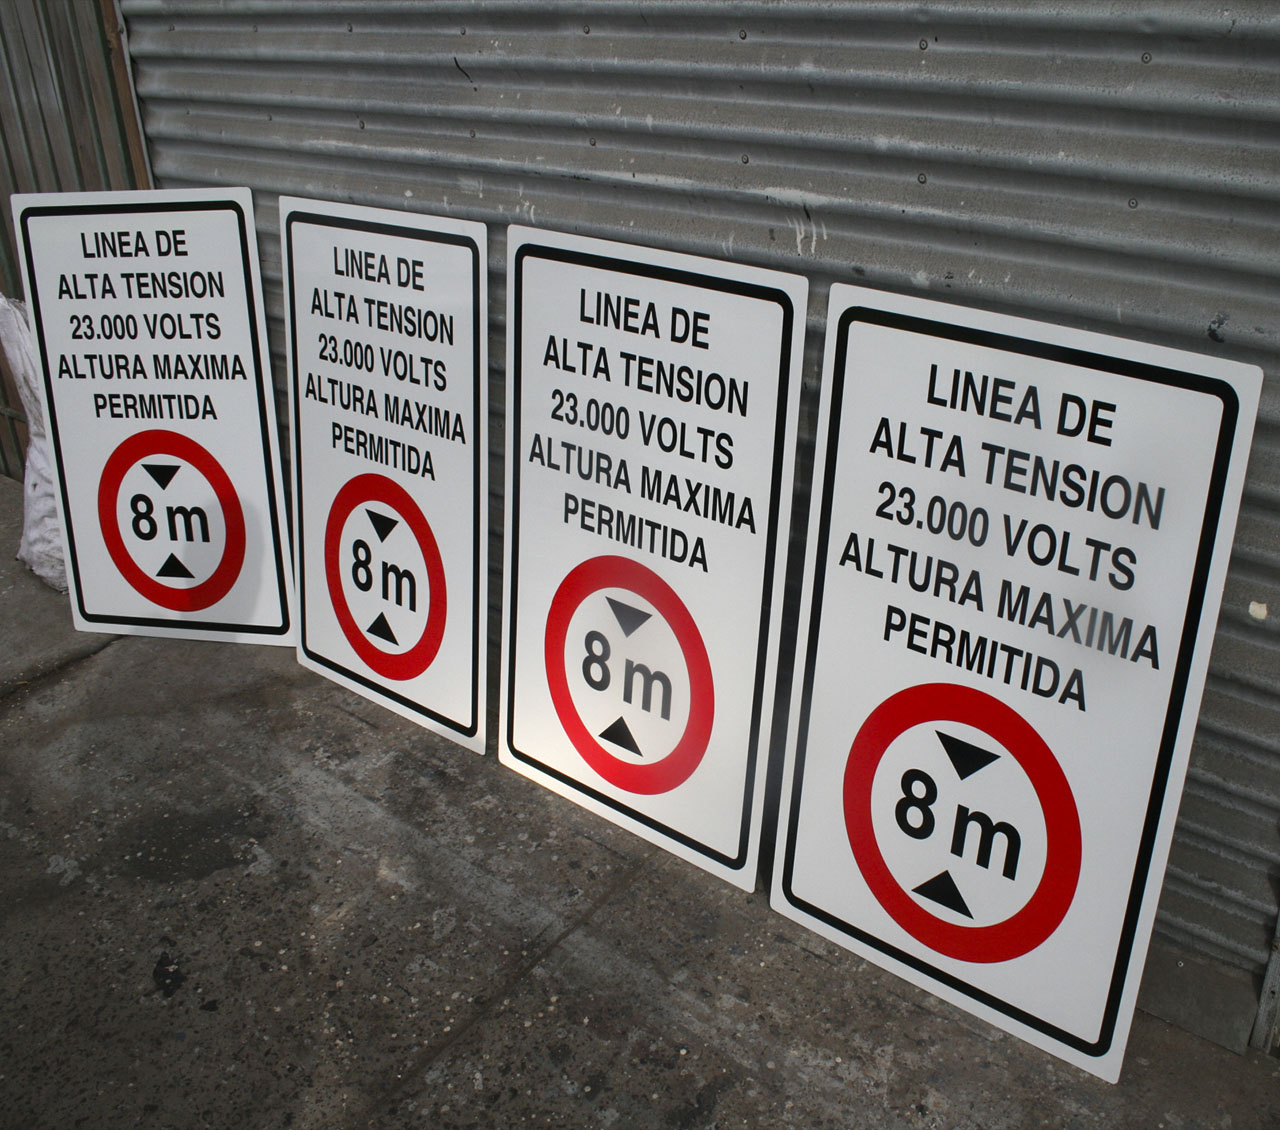 LINEA DE
ALTA TENSION
23.000 VOLTS
ALTURA MAXIMA
PERMITIDA
8 m
LINEA DE
ALTA TENSION
23.000 VOLTS
ALTURA MAXIMA
PERMITIDA
8 m
LINEA DE
ALTA TENSION
23.000 VOLTS
ALTURA MAXIMA
PERMITIDA
8 m
LINEA DE
ALTA TENSION
23.000 VOLTS
ALTURA MAXIMA
PERMITIDA
8 m